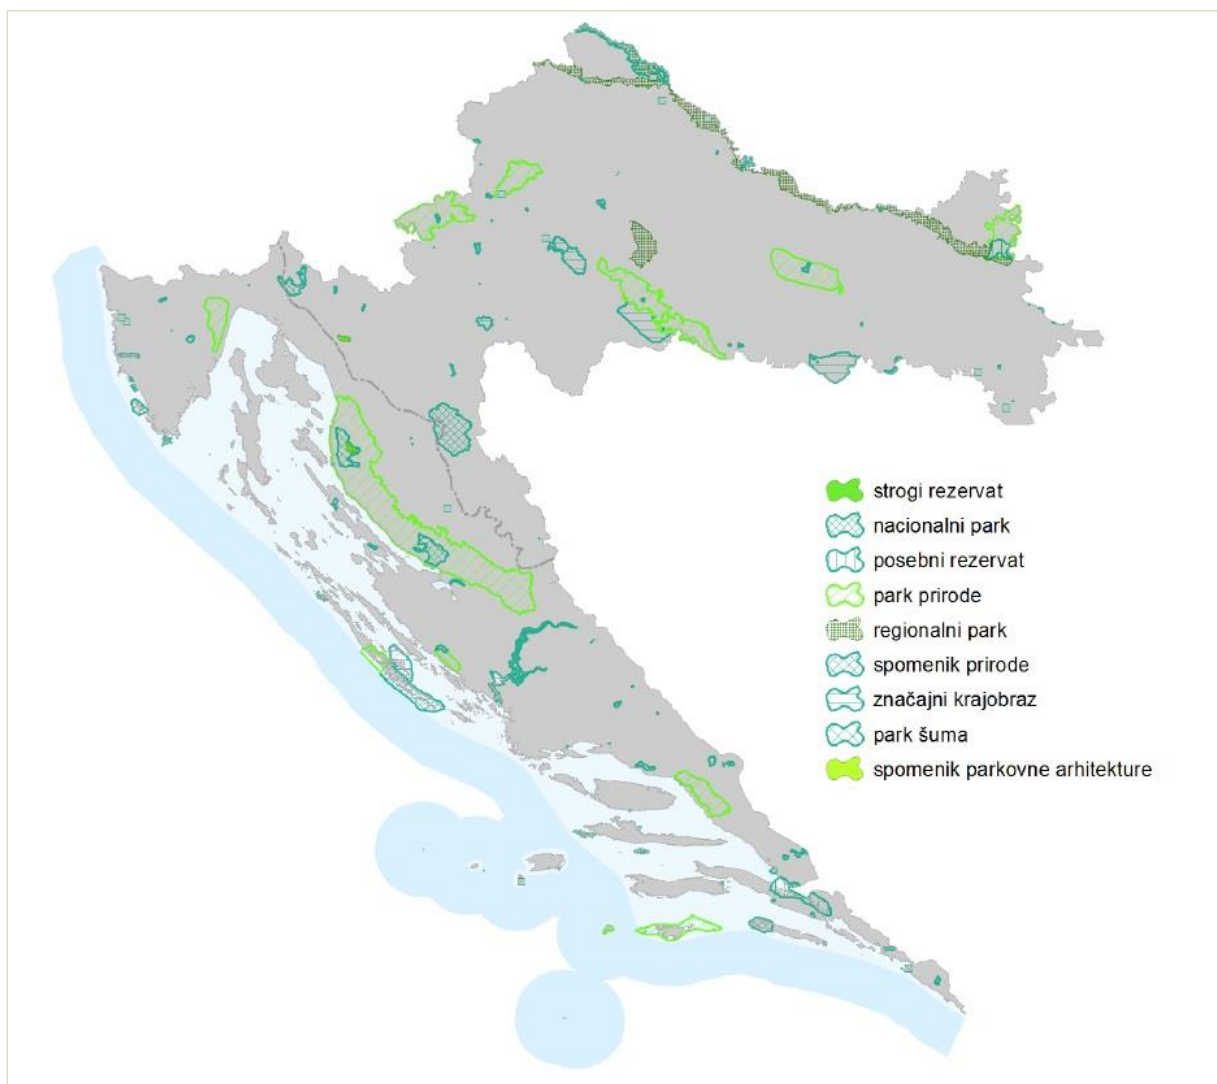 strogi rezervat
nacionalni park
posebni rezervat
park prirode
regionalni park
spomenik prirode
značajni krajobraz
park šuma
spomenik parkovne arhitekture